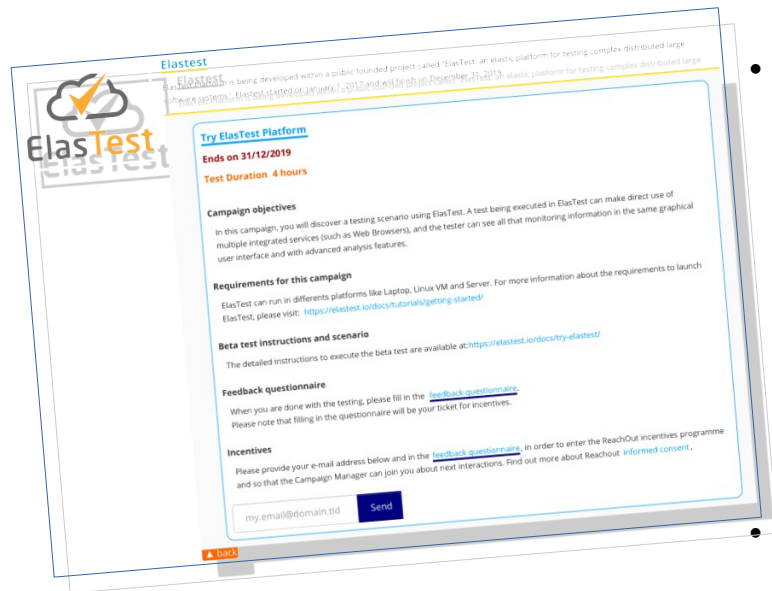 Elastest
ElasTest platform is being developed within a public founded project called "ElasTest: an elastic platform for testing complex distributed large
software systems". Elastest started on January 1, 2017 and will finish on December 31, 2019.
ElasTest
Try ElasTest Platform
Ends on 31/12/2019
Test Duration 4 hours
Campaign objectives
In this campaign, you will discover a testing scenario using ElasTest. A test being executed in ElasTest can make direct use of
multiple integrated services (such as Web Browsers), and the tester can see all that monitoring information in the same graphical
user interface and with advanced analysis features.
Requirements for this campaign
ElasTest can run in differents platforms like Laptop, Linux VM and Server. For more information about the requirements to launch
ElasTest, please visit: https://elastest.io/docs/tutorials/getting-started/
Beta test instructions and scenario
The detailed instructions to execute the beta test are available at:https://elastest.io/docs/try-elastest/
Feedback questionnaire
When you are done with the testing, please fill in the feedback questionnaire.
Please note that filling in the questionnaire will be your ticket for incentives.
Incentives
Please provide your e-mail address below and in the feedback questionnaire, in order to enter the ReachOut incentives programme
and so that the Campaign Manager can join you about next interactions. Find out more about Reachout informed consent.
my.email@domain.tld Send
▲ back